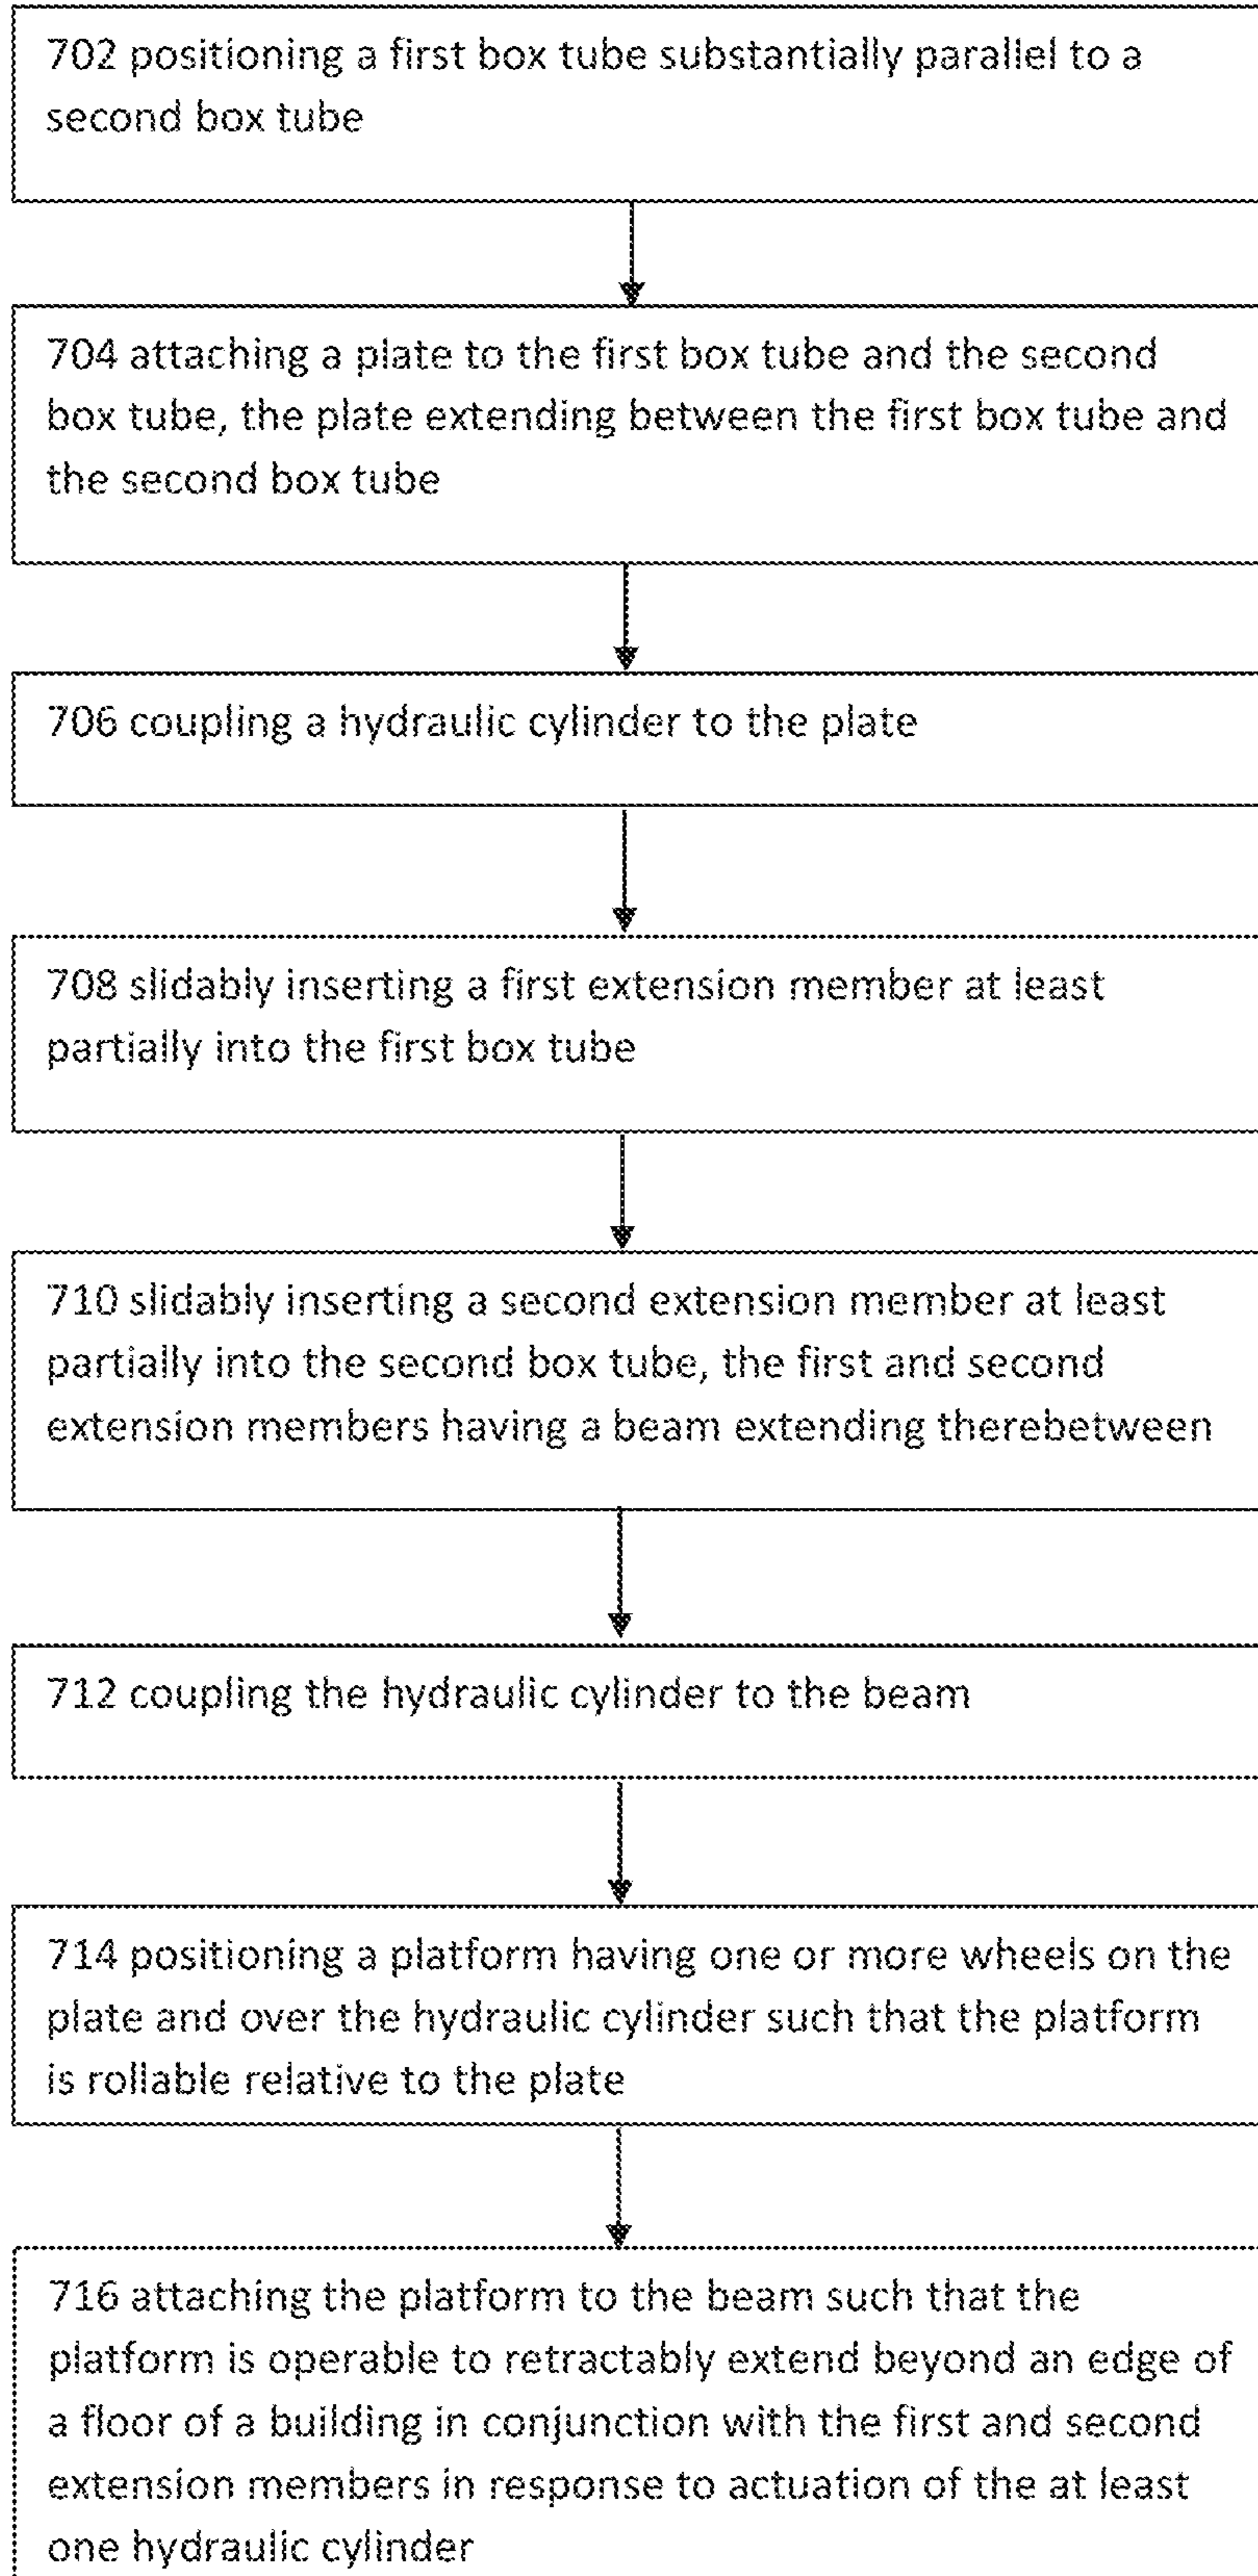 702 positioning a first box tube substantially parallel to a
second box tube
704 attaching a plate to the first box tube and the second
box tube, the plate extending between the first box tube and
the second box tube
706 coupling a hydraulic cylinder to the plate
708 slidably inserting a first extension member at least
partially into the first box tube
710 slidably inserting a second extension member at least
partially into the second box tube, the first and second
extension members having a beam extending therebetween
712 coupling the hydraulic cylinder to the beam
714 positioning a platform having one or more wheels on the
plate and over the hydraulic cylinder such that the platform
is rollable relative to the plate
716 attaching the platform to the beam such that the
platform is operable to retractably extend beyond an edge of
a floor of a building in conjunction with the first and second
extension members in response to actuation of the at least
one hydraulic cylinder